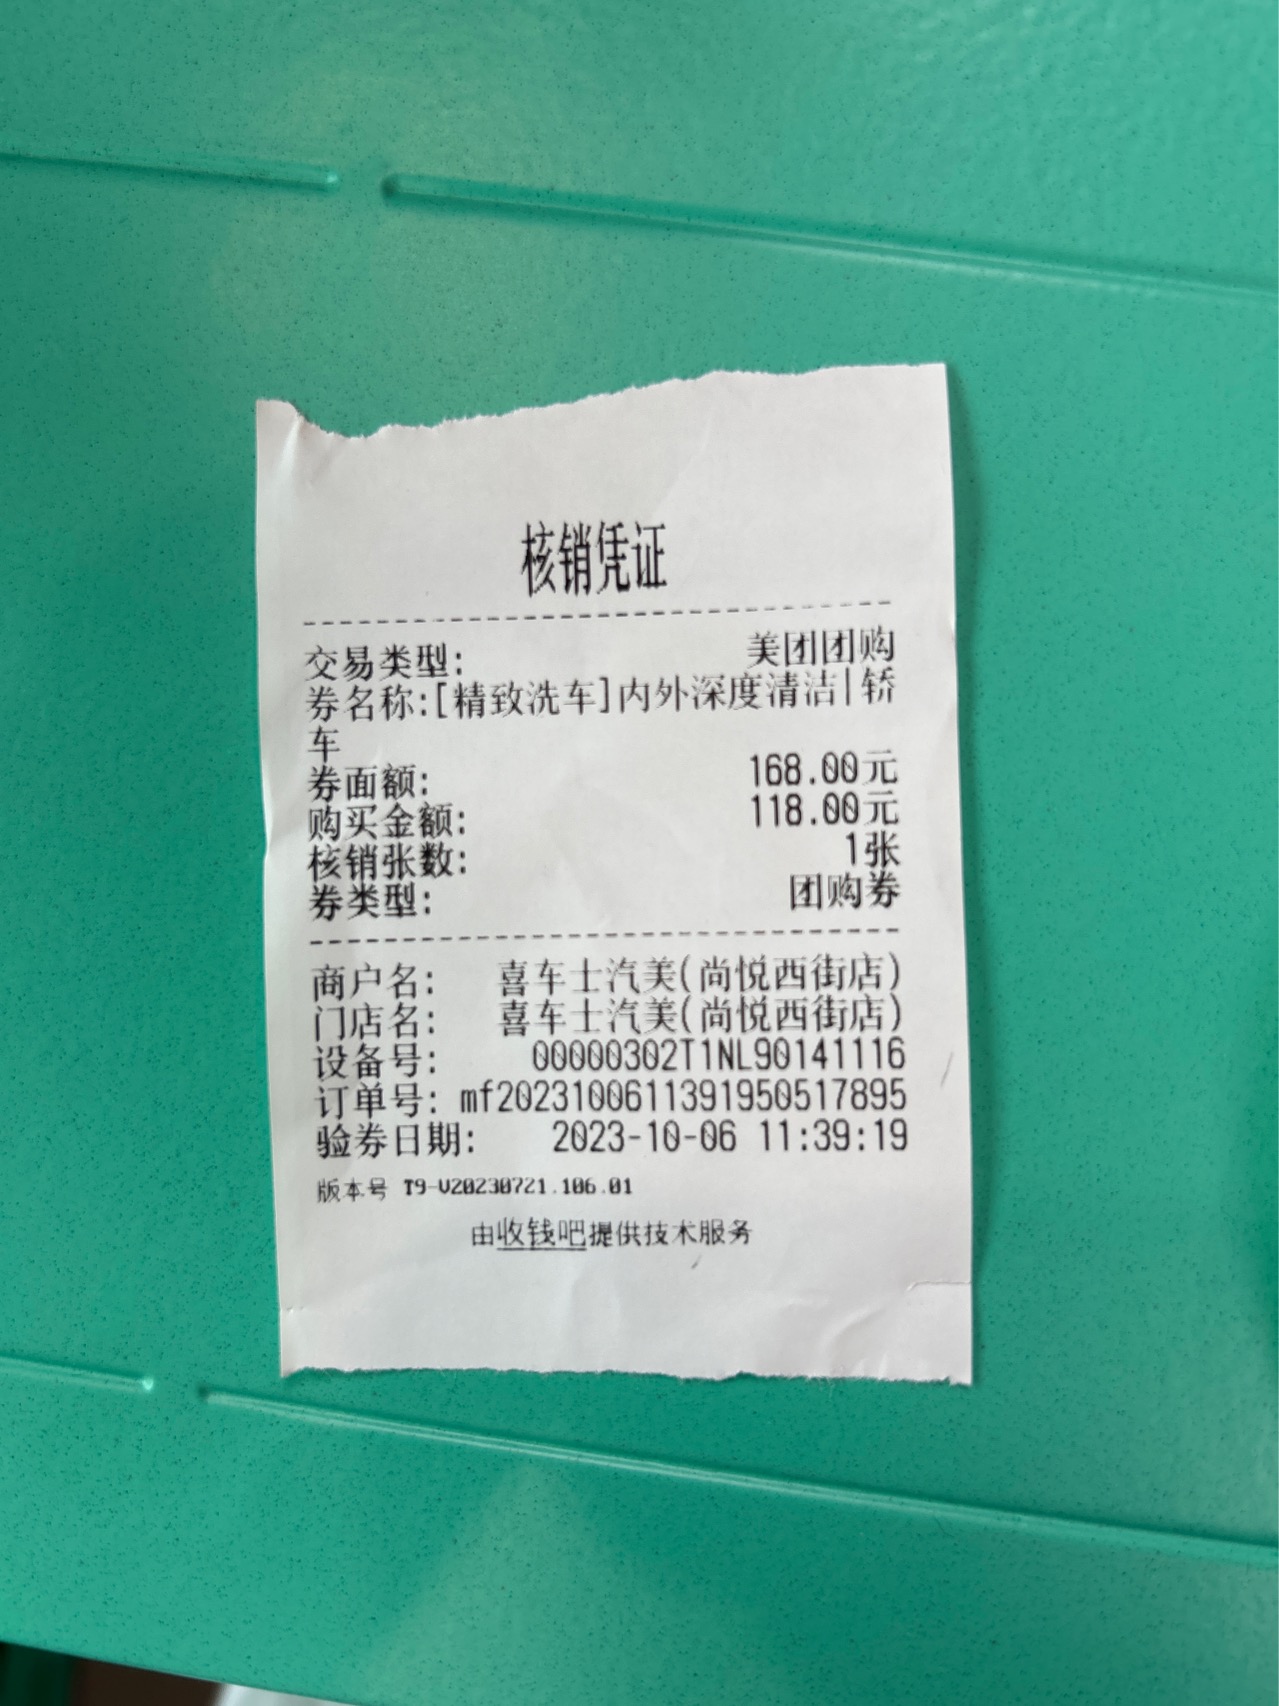 核销凭证
交易类型: 美团团购
券名称:[精致洗车]内外深度清洁|轿
车
券面额: 168.00元
购买金额: 118.00元
核销张数: 1张
券类型: 团购券
商户名: 喜车士汽美(尚悦西街店)
门店名: 喜车士汽美(尚悦西街店)
设备号: 00000302T1NL90141116
订单号: mf20231006113919505​17895
验券日期: 2023-10-06 11:39:19
版本号 T9-V20230721.106.01
由收钱吧提供技术服务